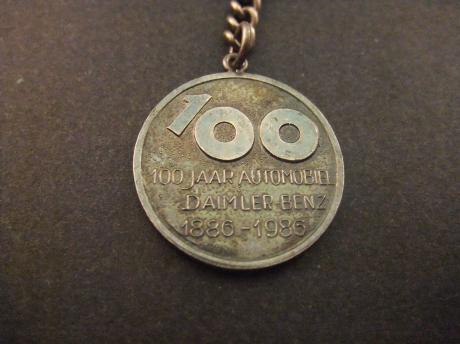 100
100 JAAR AUTOMOBIEL
DAIMLER-BENZ
1886-1986